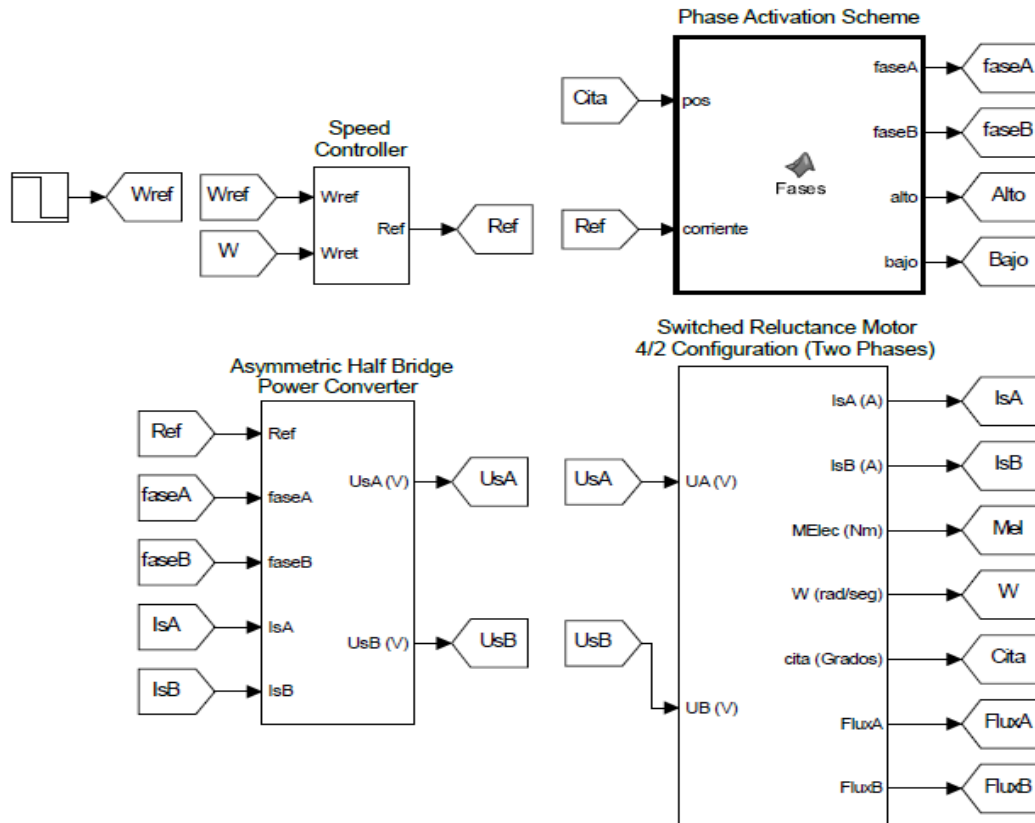 Phase Activation Scheme
Cita
pos
faseA
faseA
faseB
faseB
Fases
alto
Alto
Ref
corriente
bajo
Bajo
Speed
Controller
Wref
Wref
Wref
W
Wret
Ref
Ref
Asymmetric Half Bridge
Power Converter
Ref
Ref
faseA
faseA
faseB
faseB
IsA
IsA
IsB
IsB
UsA (V)
UsA
UsB (V)
UsB
Switched Reluctance Motor
4/2 Configuration (Two Phases)
UsA
UA (V)
UsB
UB (V)
IsA (A)
IsA
IsB (A)
IsB
MElec (Nm)
Mel
W (rad/seg)
W
cita (Grados)
Cita
FluxA
FluxA
FluxB
FluxB